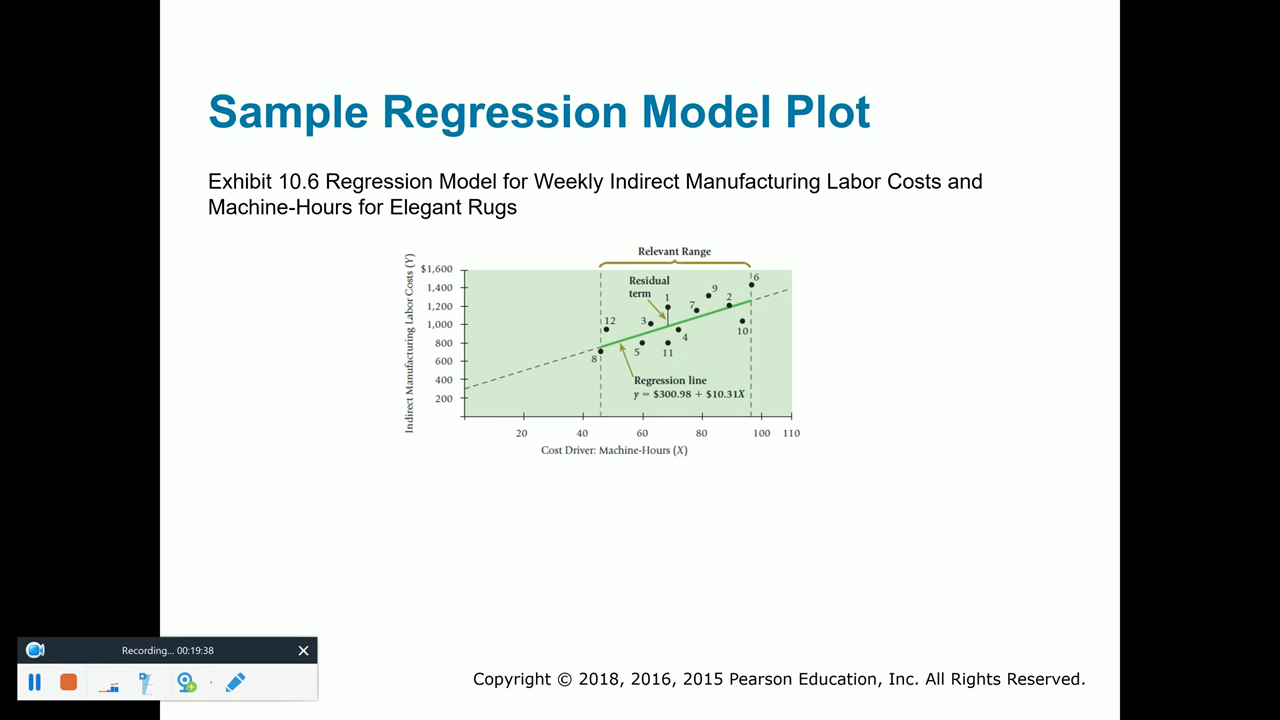 Sample Regression Model Plot
Exhibit 10.6 Regression Model for Weekly Indirect Manufacturing Labor Costs and
Machine-Hours for Elegant Rugs
Relevant Range
Indirect Manufacturing Labor Costs (Y)
$1,600
1,400
1,200
1,000
800
600
400
200
Residual
term
1
2
3
4
5
6
7
8
9
10
11
12
Regression line
y = $300.98 + $10.31X
20 40 60 80 100 110
Cost Driver: Machine-Hours (X)
Recording... 00:19:38
Copyright © 2018, 2016, 2015 Pearson Education, Inc. All Rights Reserved.